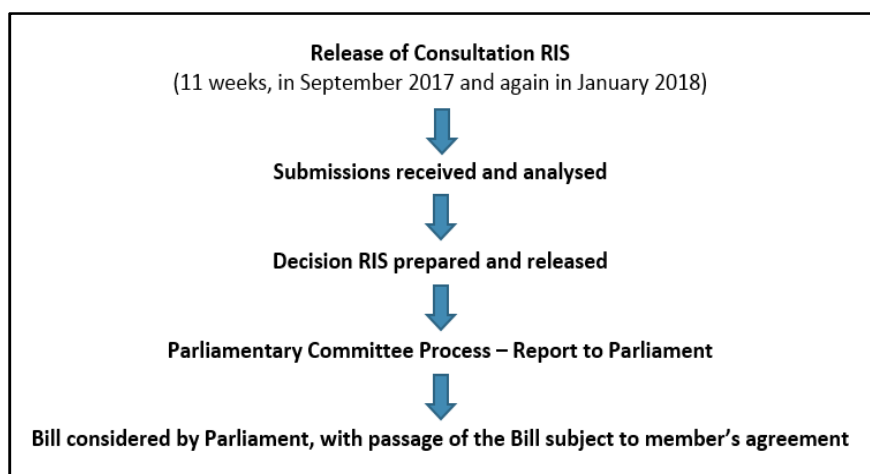 Release of Consultation RIS
(11 weeks, in September 2017 and again in January 2018)
Submissions received and analysed
Decision RIS prepared and released
Parliamentary Committee Process – Report to Parliament
Bill considered by Parliament, with passage of the Bill subject to member’s agreement